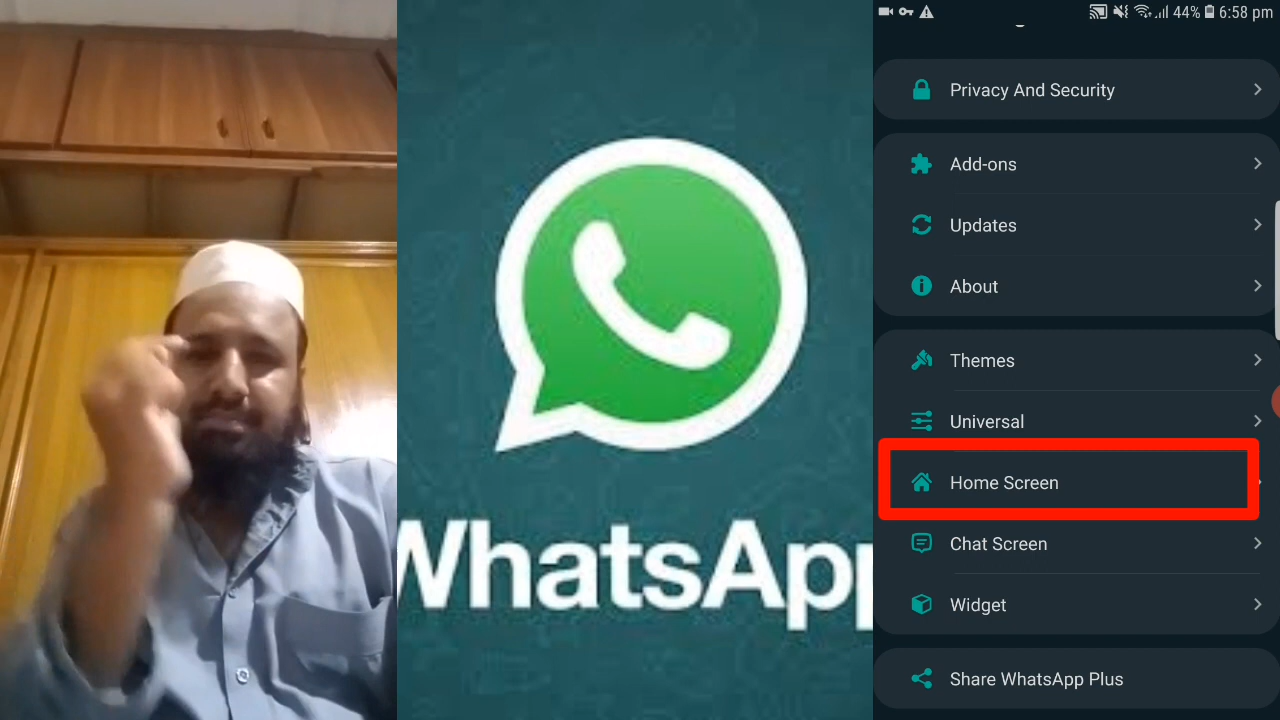 WhatsApp
44% 6:58 pm
Privacy And Security
Add-ons
Updates
About
Themes
Universal
Home Screen
Chat Screen
Widget
Share WhatsApp Plus